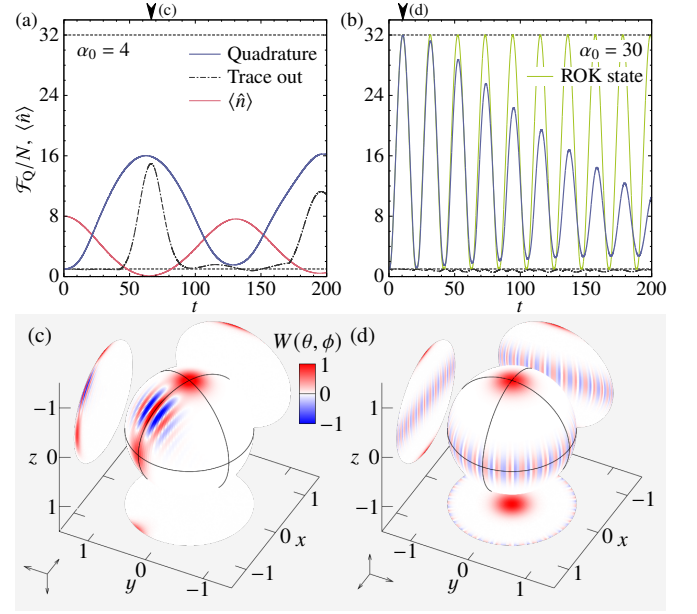 (a) (c)
α₀ = 4
Quadrature
Trace out
⟨n̂⟩
ℱ_Q/N, ⟨n̂⟩
32
24
16
8
0
0 50 100 150 200
t
(b) (d)
α₀ = 30
ROK state
32
24
16
8
0
0 50 100 150 200
t
(c) W(θ, ϕ)
1
0
−1
−1
z 0
1
1
y 0
−1
1
0 x
−1
(d)
−1
z 0
1
−1
y 0
1
−1
0 x
1